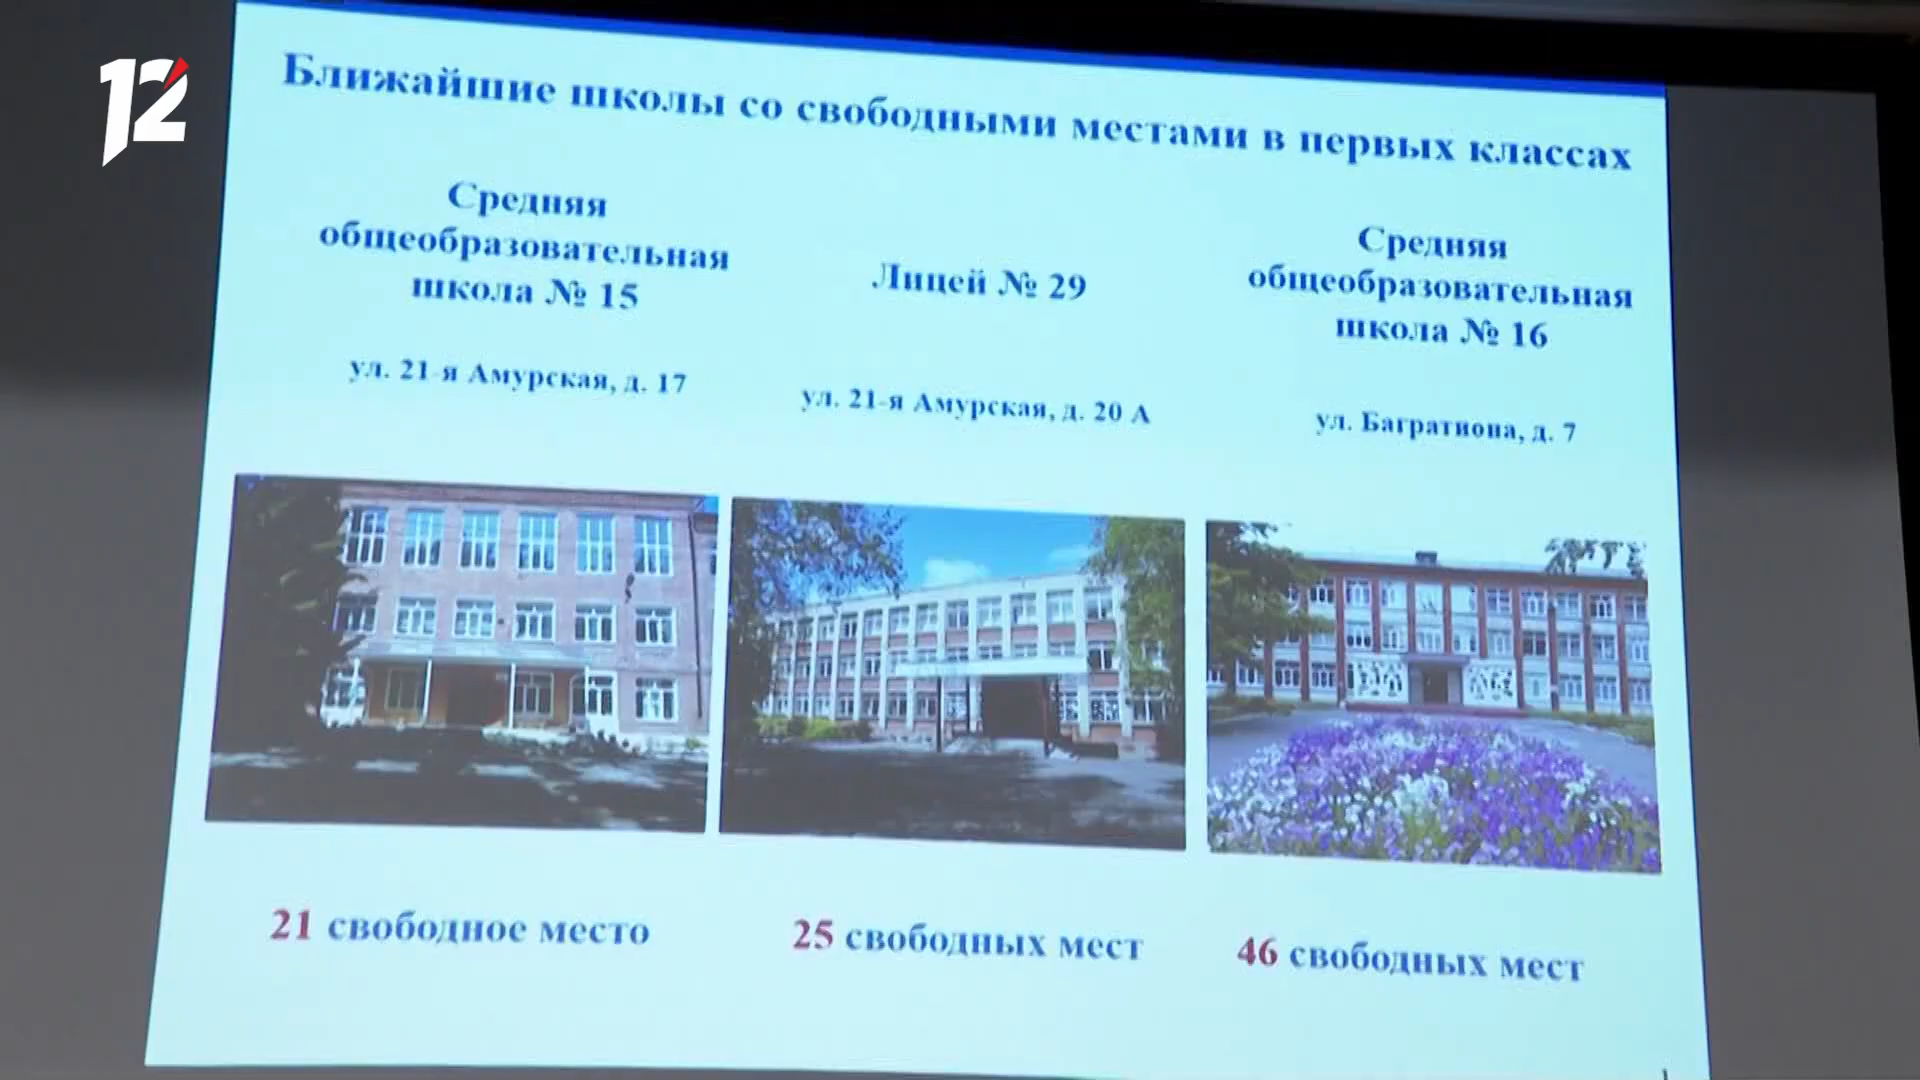 12
Ближайшие школы со свободными местами в первых классах
Средняя
общеобразовательная
школа № 15
ул. 21-я Амурская, д. 17
Лицей № 29
ул. 21-я Амурская, д. 20 А
Средняя
общеобразовательная
школа № 16
ул. Багратиона, д. 7
21 свободное место
25 свободных мест
46 свободных мест